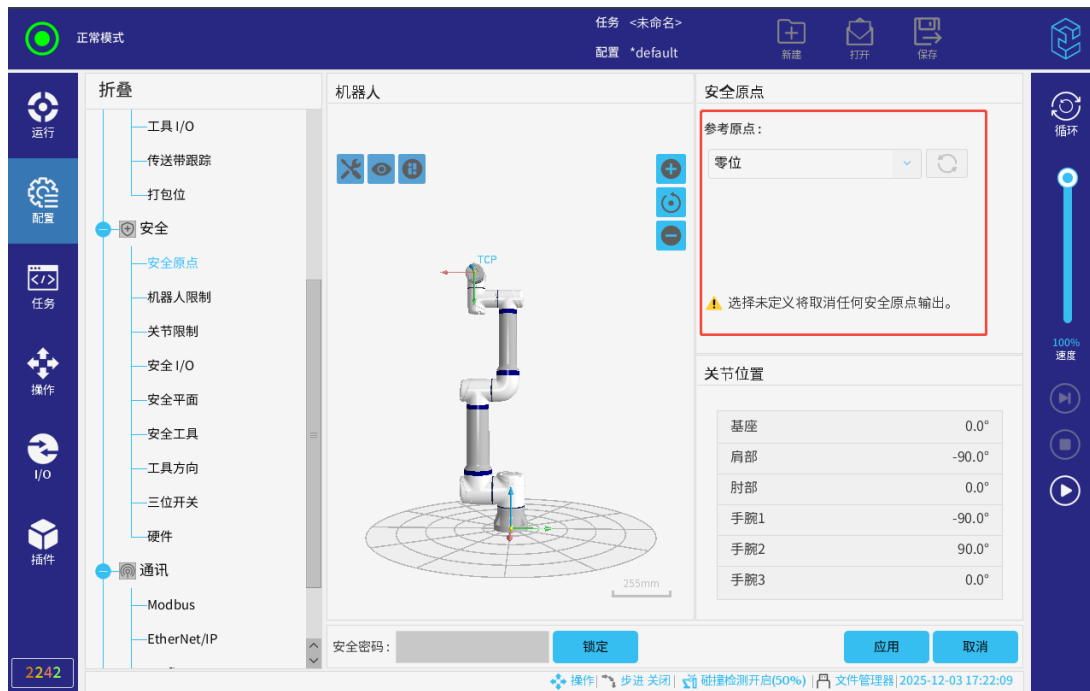 正常模式
任务 <未命名>
配置 *default
新建
打开
保存
运行
配置
任务
操作
I/O
插件
2242
折叠
工具 I/O
传送带跟踪
打包位
安全
安全原点
机器人限制
关节限制
安全 I/O
安全平面
安全工具
工具方向
三位开关
硬件
通讯
Modbus
EtherNet/IP
机器人
TCP
255mm
安全原点
参考原点:
零位
选择未定义将取消任何安全原点输出。
关节位置
基座 0.0°
肩部 -90.0°
肘部 0.0°
手腕1 -90.0°
手腕2 90.0°
手腕3 0.0°
安全密码:
锁定
应用
取消
循环
100%
速度
操作| 步进 关闭| 碰撞检测开启(50%) | 文件管理器|2025-12-03 17:22:09